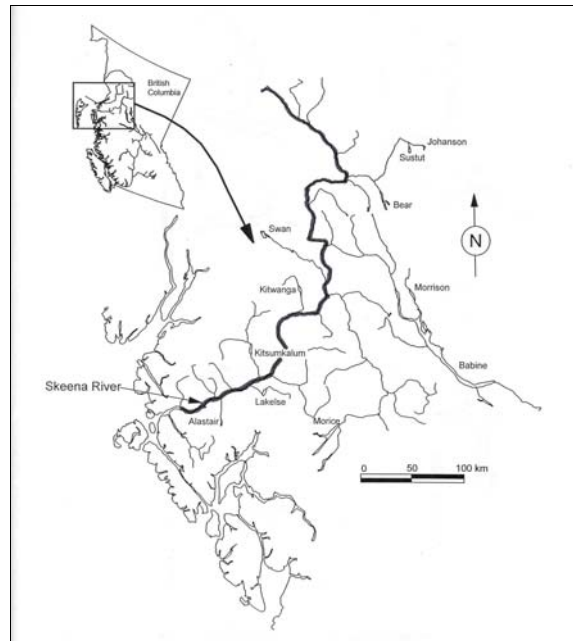 British
Columbia
Johanson
Sustut
Bear
Swan
N
Morrison
Kitwanga
Kitsumkalum
Babine
Skeena River
Lakelse
Alastair
Morice
0 50 100 km